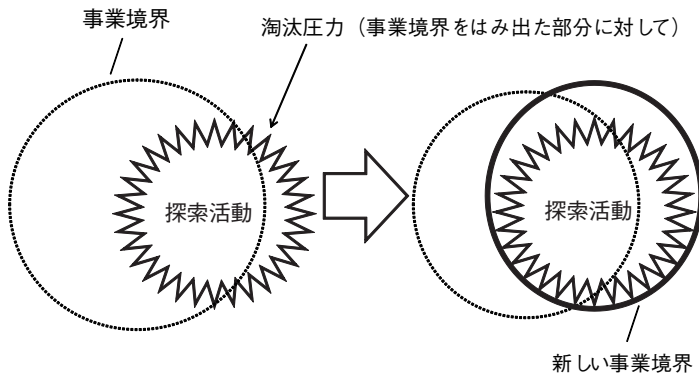 事業境界
淘汰圧力（事業境界をはみ出た部分に対して）
探索活動
探索活動
新しい事業境界